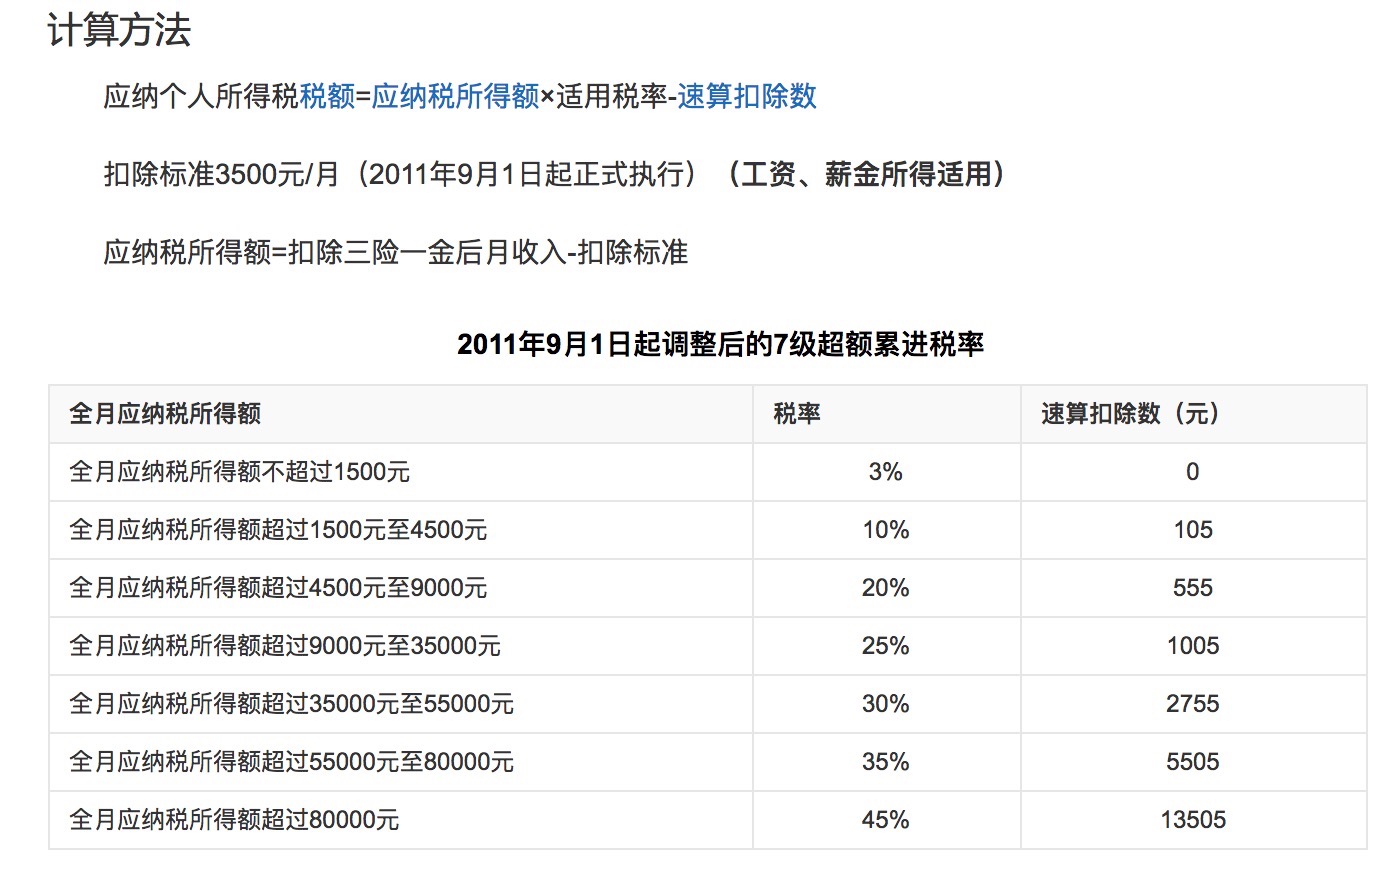 计算方法
应纳个人所得税税额=应纳税所得额×适用税率-速算扣除数
扣除标准3500元/月（2011年9月1日起正式执行）（工资、薪金所得适用）
应纳税所得额=扣除三险一金后月收入-扣除标准
2011年9月1日起调整后的7级超额累进税率
全月应纳税所得额 税率 速算扣除数（元）
全月应纳税所得额不超过1500元 3% 0
全月应纳税所得额超过1500元至4500元 10% 105
全月应纳税所得额超过4500元至9000元 20% 555
全月应纳税所得额超过9000元至35000元 25% 1005
全月应纳税所得额超过35000元至55000元 30% 2755
全月应纳税所得额超过55000元至80000元 35% 5505
全月应纳税所得额超过80000元 45% 13505